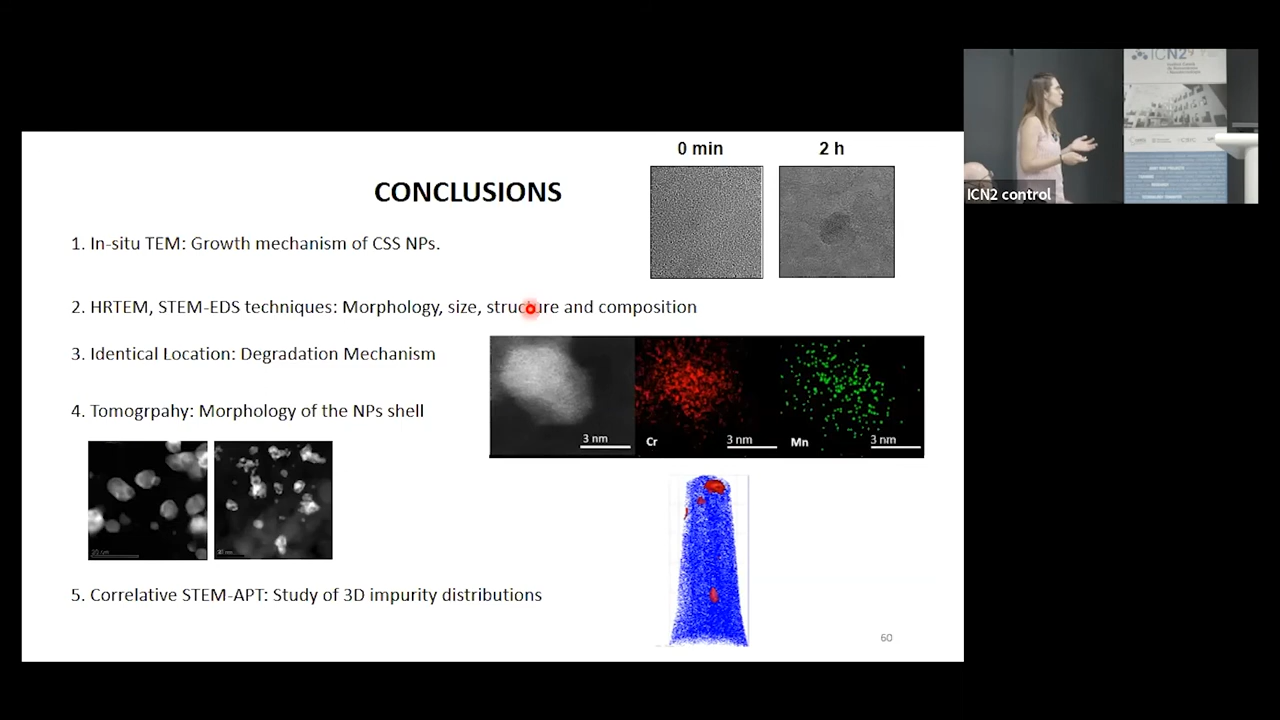 CONCLUSIONS
0 min
2 h
1. In-situ TEM: Growth mechanism of CSS NPs.
2. HRTEM, STEM-EDS techniques: Morphology, size, structure and composition
3. Identical Location: Degradation Mechanism
3 nm
Cr
3 nm
Mn
3 nm
4. Tomogrpahy: Morphology of the NPs shell
5. Correlative STEM-APT: Study of 3D impurity distributions
60
ICN2
ICN2 control